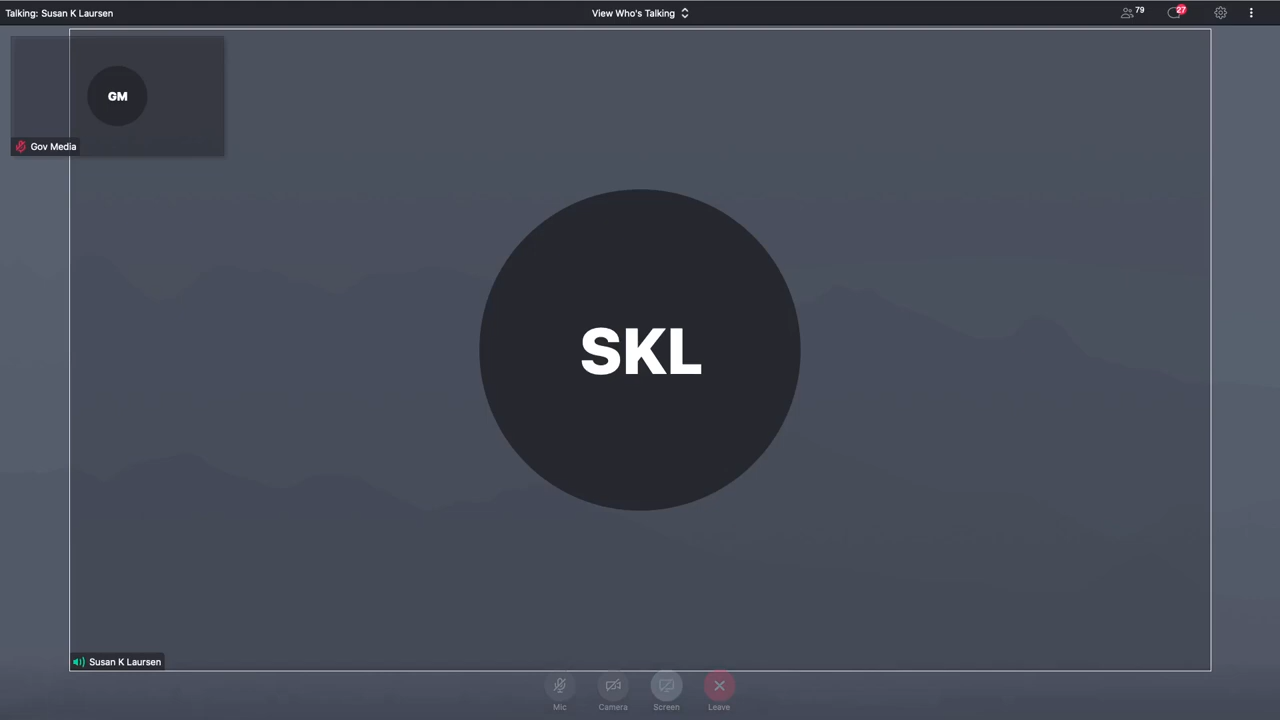 Talking: Susan K Laursen
View Who's Talking
79
27
GM
Gov Media
SKL
Susan K Laursen
Mic
Camera
Screen
Leave